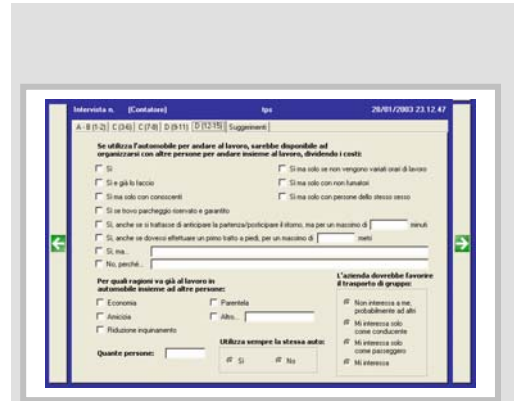 Intervista n. (Contatore) tps 28/01/2003 23.12.47
A - B (1-2) C (3-6) C (7-8) D (9-11) D (12-15) Suggerimenti
Se utilizza l'automobile per andare al lavoro, sarebbe disponibile ad
organizzarsi con altre persone per andare insieme al lavoro, dividendo i costi:
Sì
Sì ma solo se non vengono variati orari di lavoro
Sì e già lo faccio
Sì ma solo con non fumatori
Sì ma solo con conoscenti
Sì ma solo con persone dello stesso sesso
Sì se trovo parcheggio riservato e garantito
Sì, anche se si trattasse di anticipare la partenza/posticipare il ritorno, ma per un massimo di minuti
Sì, anche se dovessi effettuare un primo tratto a piedi, per un massimo di metri
Sì, ma...
No, perché...
Per quali ragioni va già al lavoro in
automobile insieme ad altre persone:
Economia
Parentela
Amicizia
Altro...
Riduzione inquinamento
Quante persone:
Utilizza sempre la stessa auto:
Sì No
L'azienda dovrebbe favorire
il trasporto di gruppo:
Non interessa a me,
probabilmente ad altri
Mi interessa solo
come conducente
Mi interessa solo
come passeggero
Mi interessa